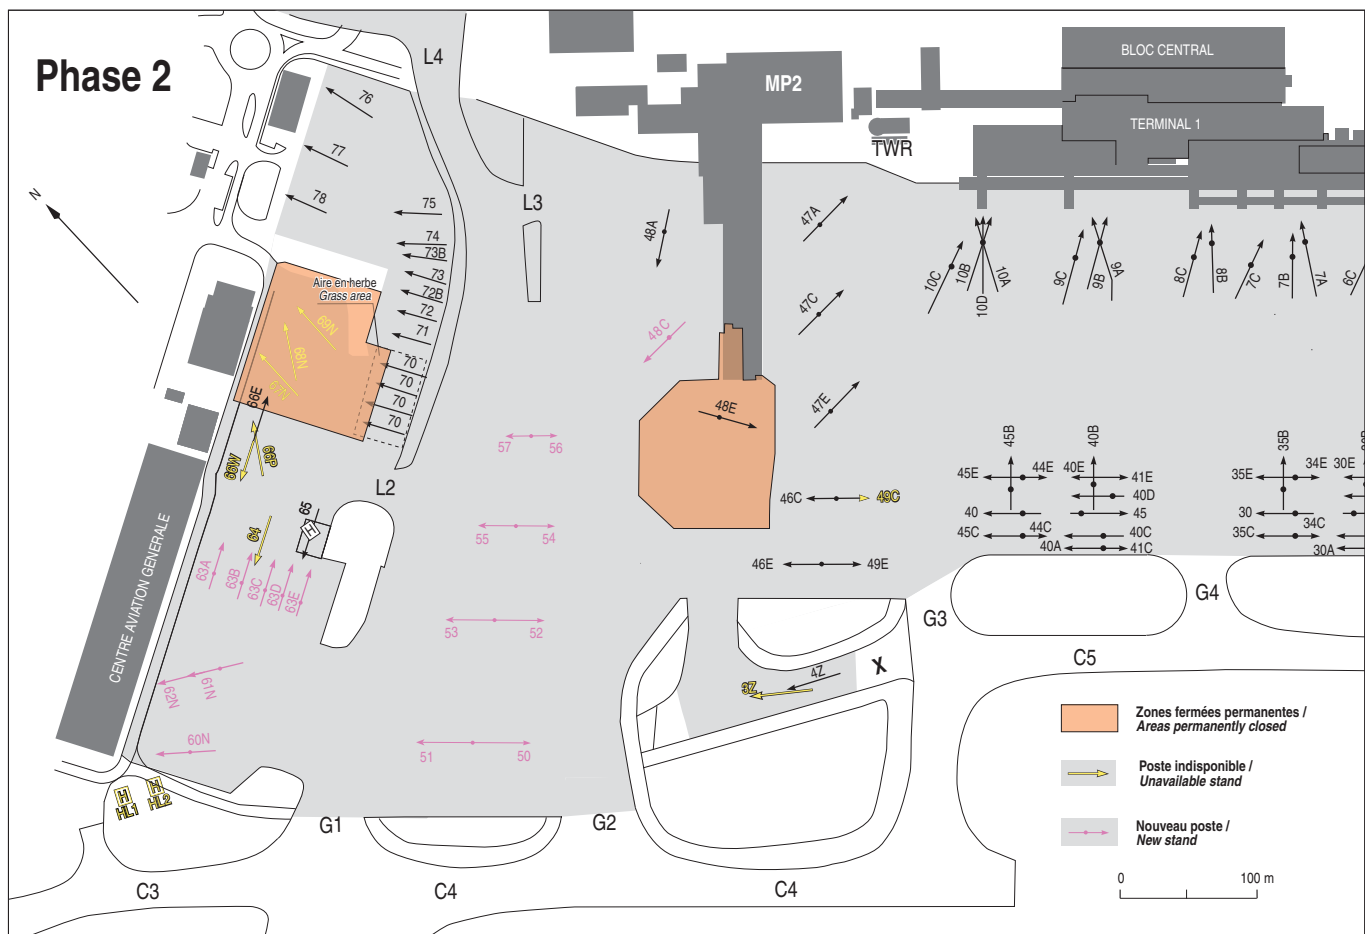 Phase 2
L4
MP2
BLOC CENTRAL
TERMINAL 1
TWR
N
76
77
78
75
74
73B
73
72B
72
71
70
70
70
70
L3
Aire en herbe
Grass area
69N
68N
67N
66E
66W
66P
64
65
H
L2
48A
48C
48E
47A
47C
47E
10C
10B
10D
10A
9C
9B
9A
8C
8B
7C
7B
7A
6C
57
56
55
54
53
52
51
50
46C
49C
46E
49E
45B
45E
44E
40
45C
44C
40B
40E
41E
40D
45
40C
40A
41C
35B
35E
34E
30
35C
34C
30E
30A
CENTRE AVIATION GENERALE
63A
63B
63C
63D
63E
62N
61N
60N
H
HL1
H
HL2
3Z
4Z
X
G1
G2
G3
G4
C3
C4
C4
C5
Zones fermées permanentes /
Areas permanently closed
Poste indisponible /
Unavailable stand
Nouveau poste /
New stand
0
100 m